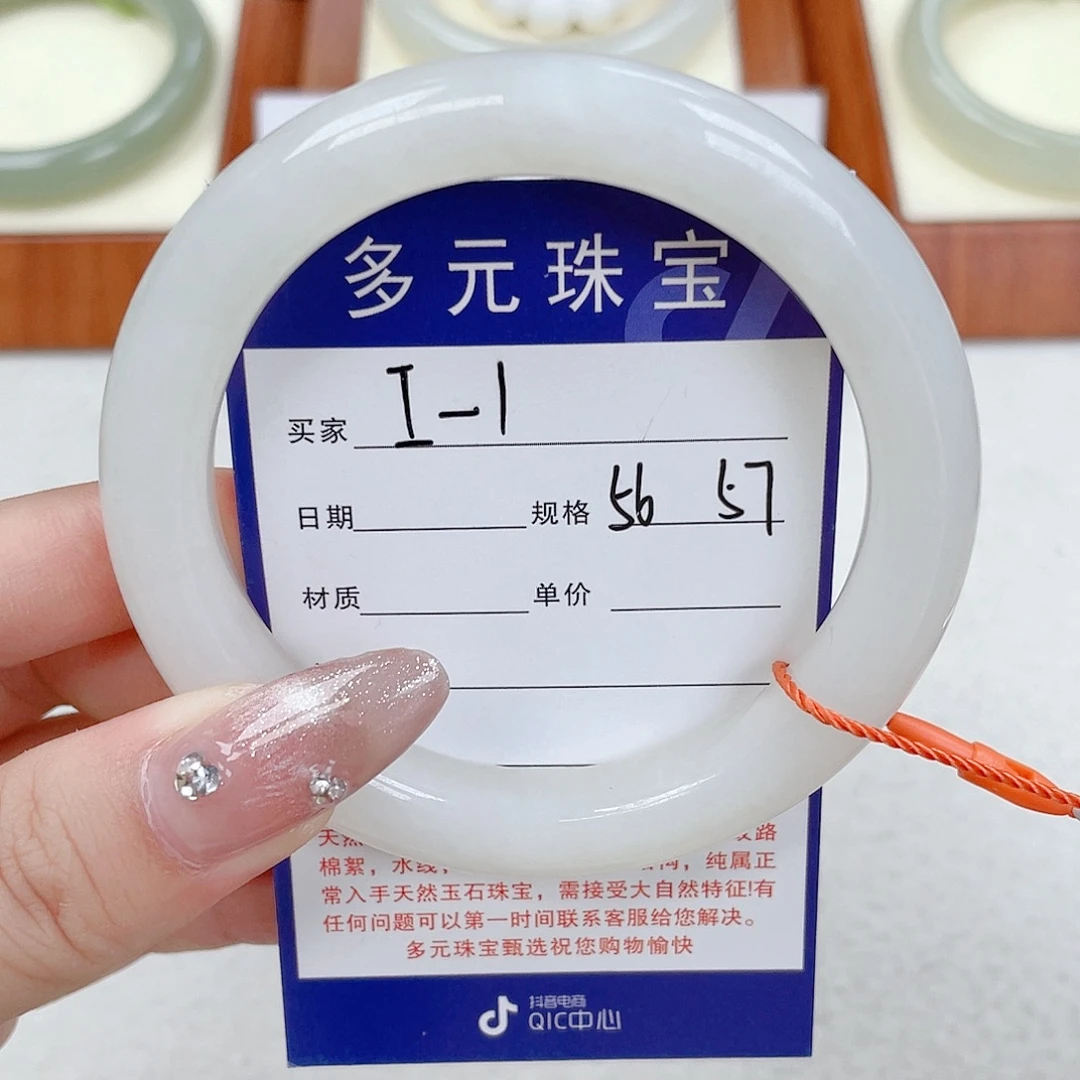 多元珠宝
买家 I-1
日期 规格 56 57
材质 单价
天然
棉絮，水线， 纯属正
常入手天然玉石珠宝，需接受大自然特征!有
任何问题可以第一时间联系客服给您解决。
多元珠宝甄选祝您购物愉快
抖音电商
QIC中心